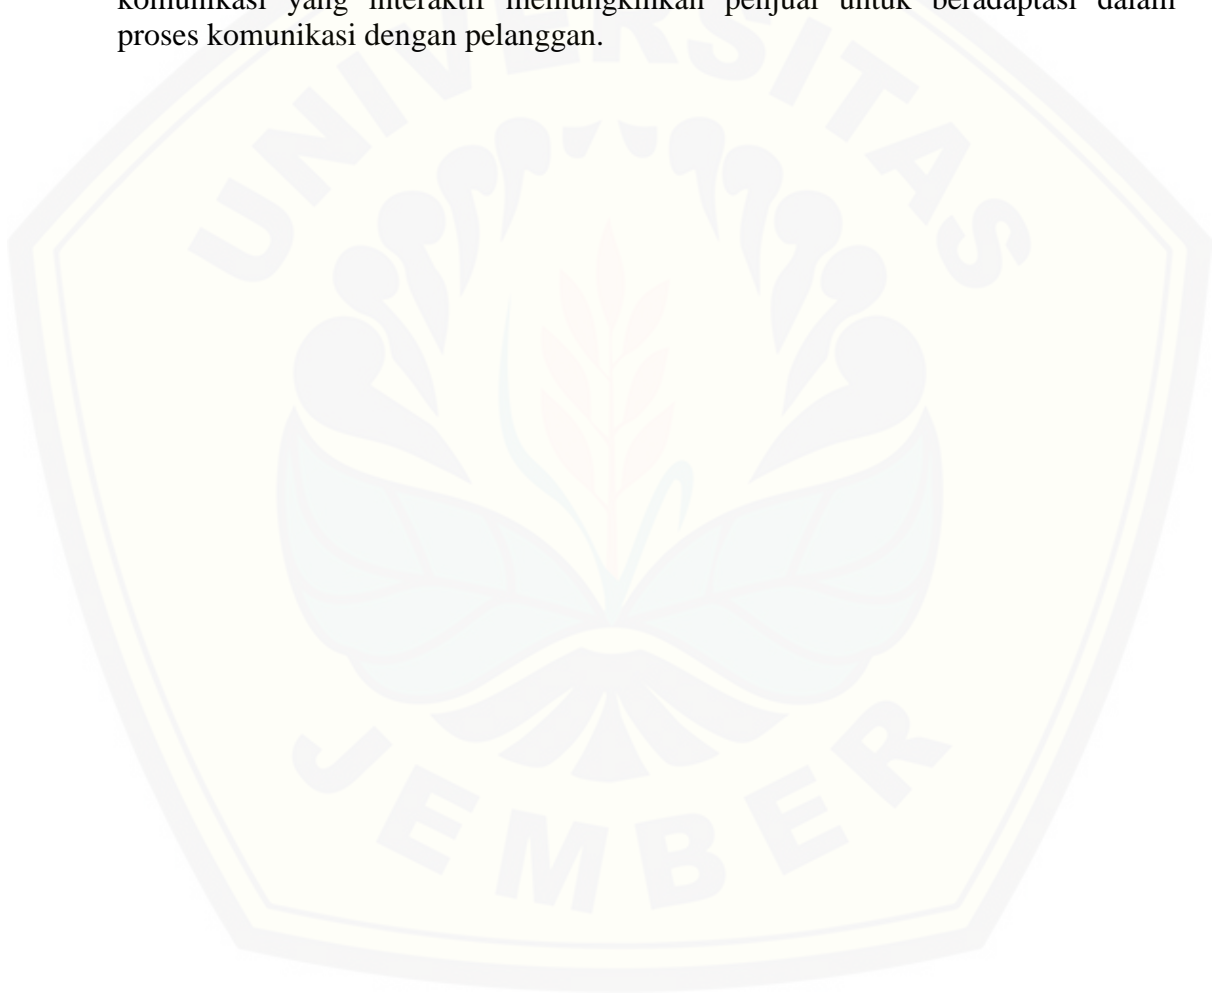 komunikasi yang interaktif memungkinkan penjual untuk beradaptasi dalam
proses komunikasi dengan pelanggan.
UNIVERSITAS
JEMBER